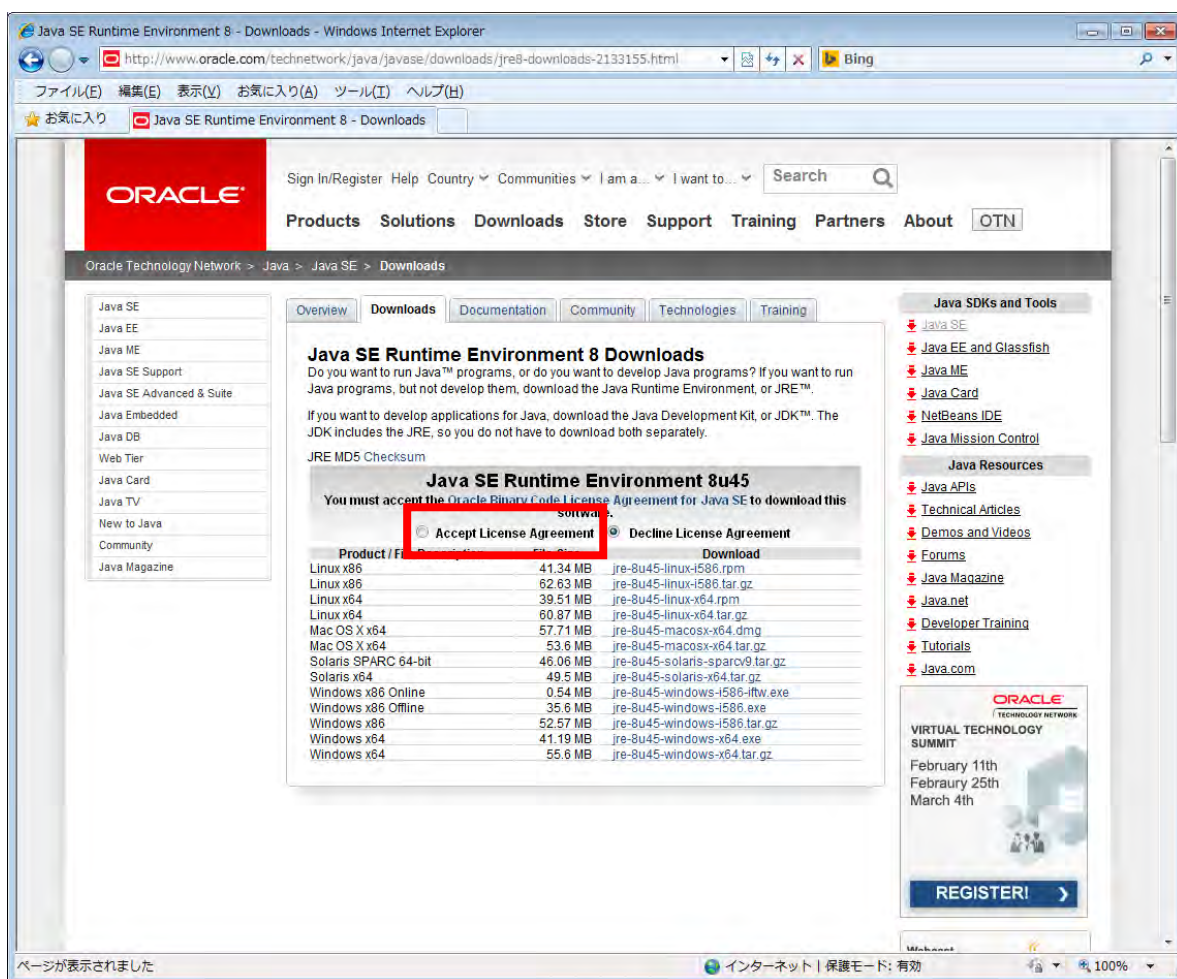 Java SE Runtime Environment 8 - Downloads - Windows Internet Explorer
http://www.oracle.com/technetwork/java/javase/downloads/jre8-downloads-2133155.html
Bing
ファイル(F) 編集(E) 表示(V) お気に入り(A) ツール(T) ヘルプ(H)
お気に入り Java SE Runtime Environment 8 - Downloads
ORACLE
Sign In/Register Help Country Communities I am a... I want to... Search
Products Solutions Downloads Store Support Training Partners About OTN
Oracle Technology Network > Java > Java SE > Downloads
Java SE
Java EE
Java ME
Java SE Support
Java SE Advanced & Suite
Java Embedded
Java DB
Web Tier
Java Card
Java TV
New to Java
Community
Java Magazine
Overview Downloads Documentation Community Technologies Training
Java SE Runtime Environment 8 Downloads
Do you want to run Java™ programs, or do you want to develop Java programs? If you want to run
Java programs, but not develop them, download the Java Runtime Environment, or JRE™.
If you want to develop applications for Java, download the Java Development Kit, or JDK™. The
JDK includes the JRE, so you do not have to download both separately.
JRE MD5 Checksum
Java SE Runtime Environment 8u45
You must accept the Oracle Binary Code License Agreement for Java SE to download this
software.
Accept License Agreement Decline License Agreement
Product / File Description File Size Download
Linux x86 41.34 MB jre-8u45-linux-i586.rpm
Linux x86 62.63 MB jre-8u45-linux-i586.tar.gz
Linux x64 39.51 MB jre-8u45-linux-x64.rpm
Linux x64 60.87 MB jre-8u45-linux-x64.tar.gz
Mac OS X x64 57.71 MB jre-8u45-macosx-x64.dmg
Mac OS X x64 53.6 MB jre-8u45-macosx-x64.tar.gz
Solaris SPARC 64-bit 46.06 MB jre-8u45-solaris-sparcv9.tar.gz
Solaris x64 49.5 MB jre-8u45-solaris-x64.tar.gz
Windows x86 Online 0.54 MB jre-8u45-windows-i586-iftw.exe
Windows x86 Offline 35.6 MB jre-8u45-windows-i586.exe
Windows x86 52.57 MB jre-8u45-windows-i586.tar.gz
Windows x64 41.19 MB jre-8u45-windows-x64.exe
Windows x64 55.6 MB jre-8u45-windows-x64.tar.gz
Java SDKs and Tools
Java SE
Java EE and Glassfish
Java ME
Java Card
NetBeans IDE
Java Mission Control
Java Resources
Java APIs
Technical Articles
Demos and Videos
Forums
Java Magazine
Java.net
Developer Training
Tutorials
Java.com
ORACLE
TECHNOLOGY NETWORK
VIRTUAL TECHNOLOGY
SUMMIT
February 11th
Febraury 25th
March 4th
REGISTER!
ページが表示されました インターネット | 保護モード: 有効 100%